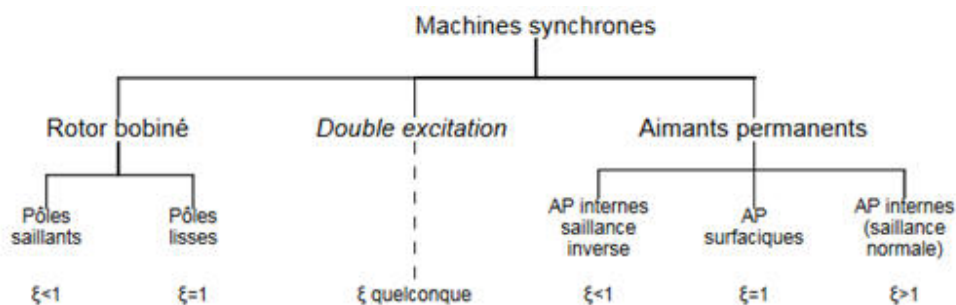 Machines synchrones
Rotor bobiné
Double excitation
Aimants permanents
Pôles
saillants
Pôles
lisses
AP internes
saillance
inverse
AP
surfaciques
AP internes
(saillance
normale)
ξ<1
ξ=1
ξ quelconque
ξ<1
ξ=1
ξ>1